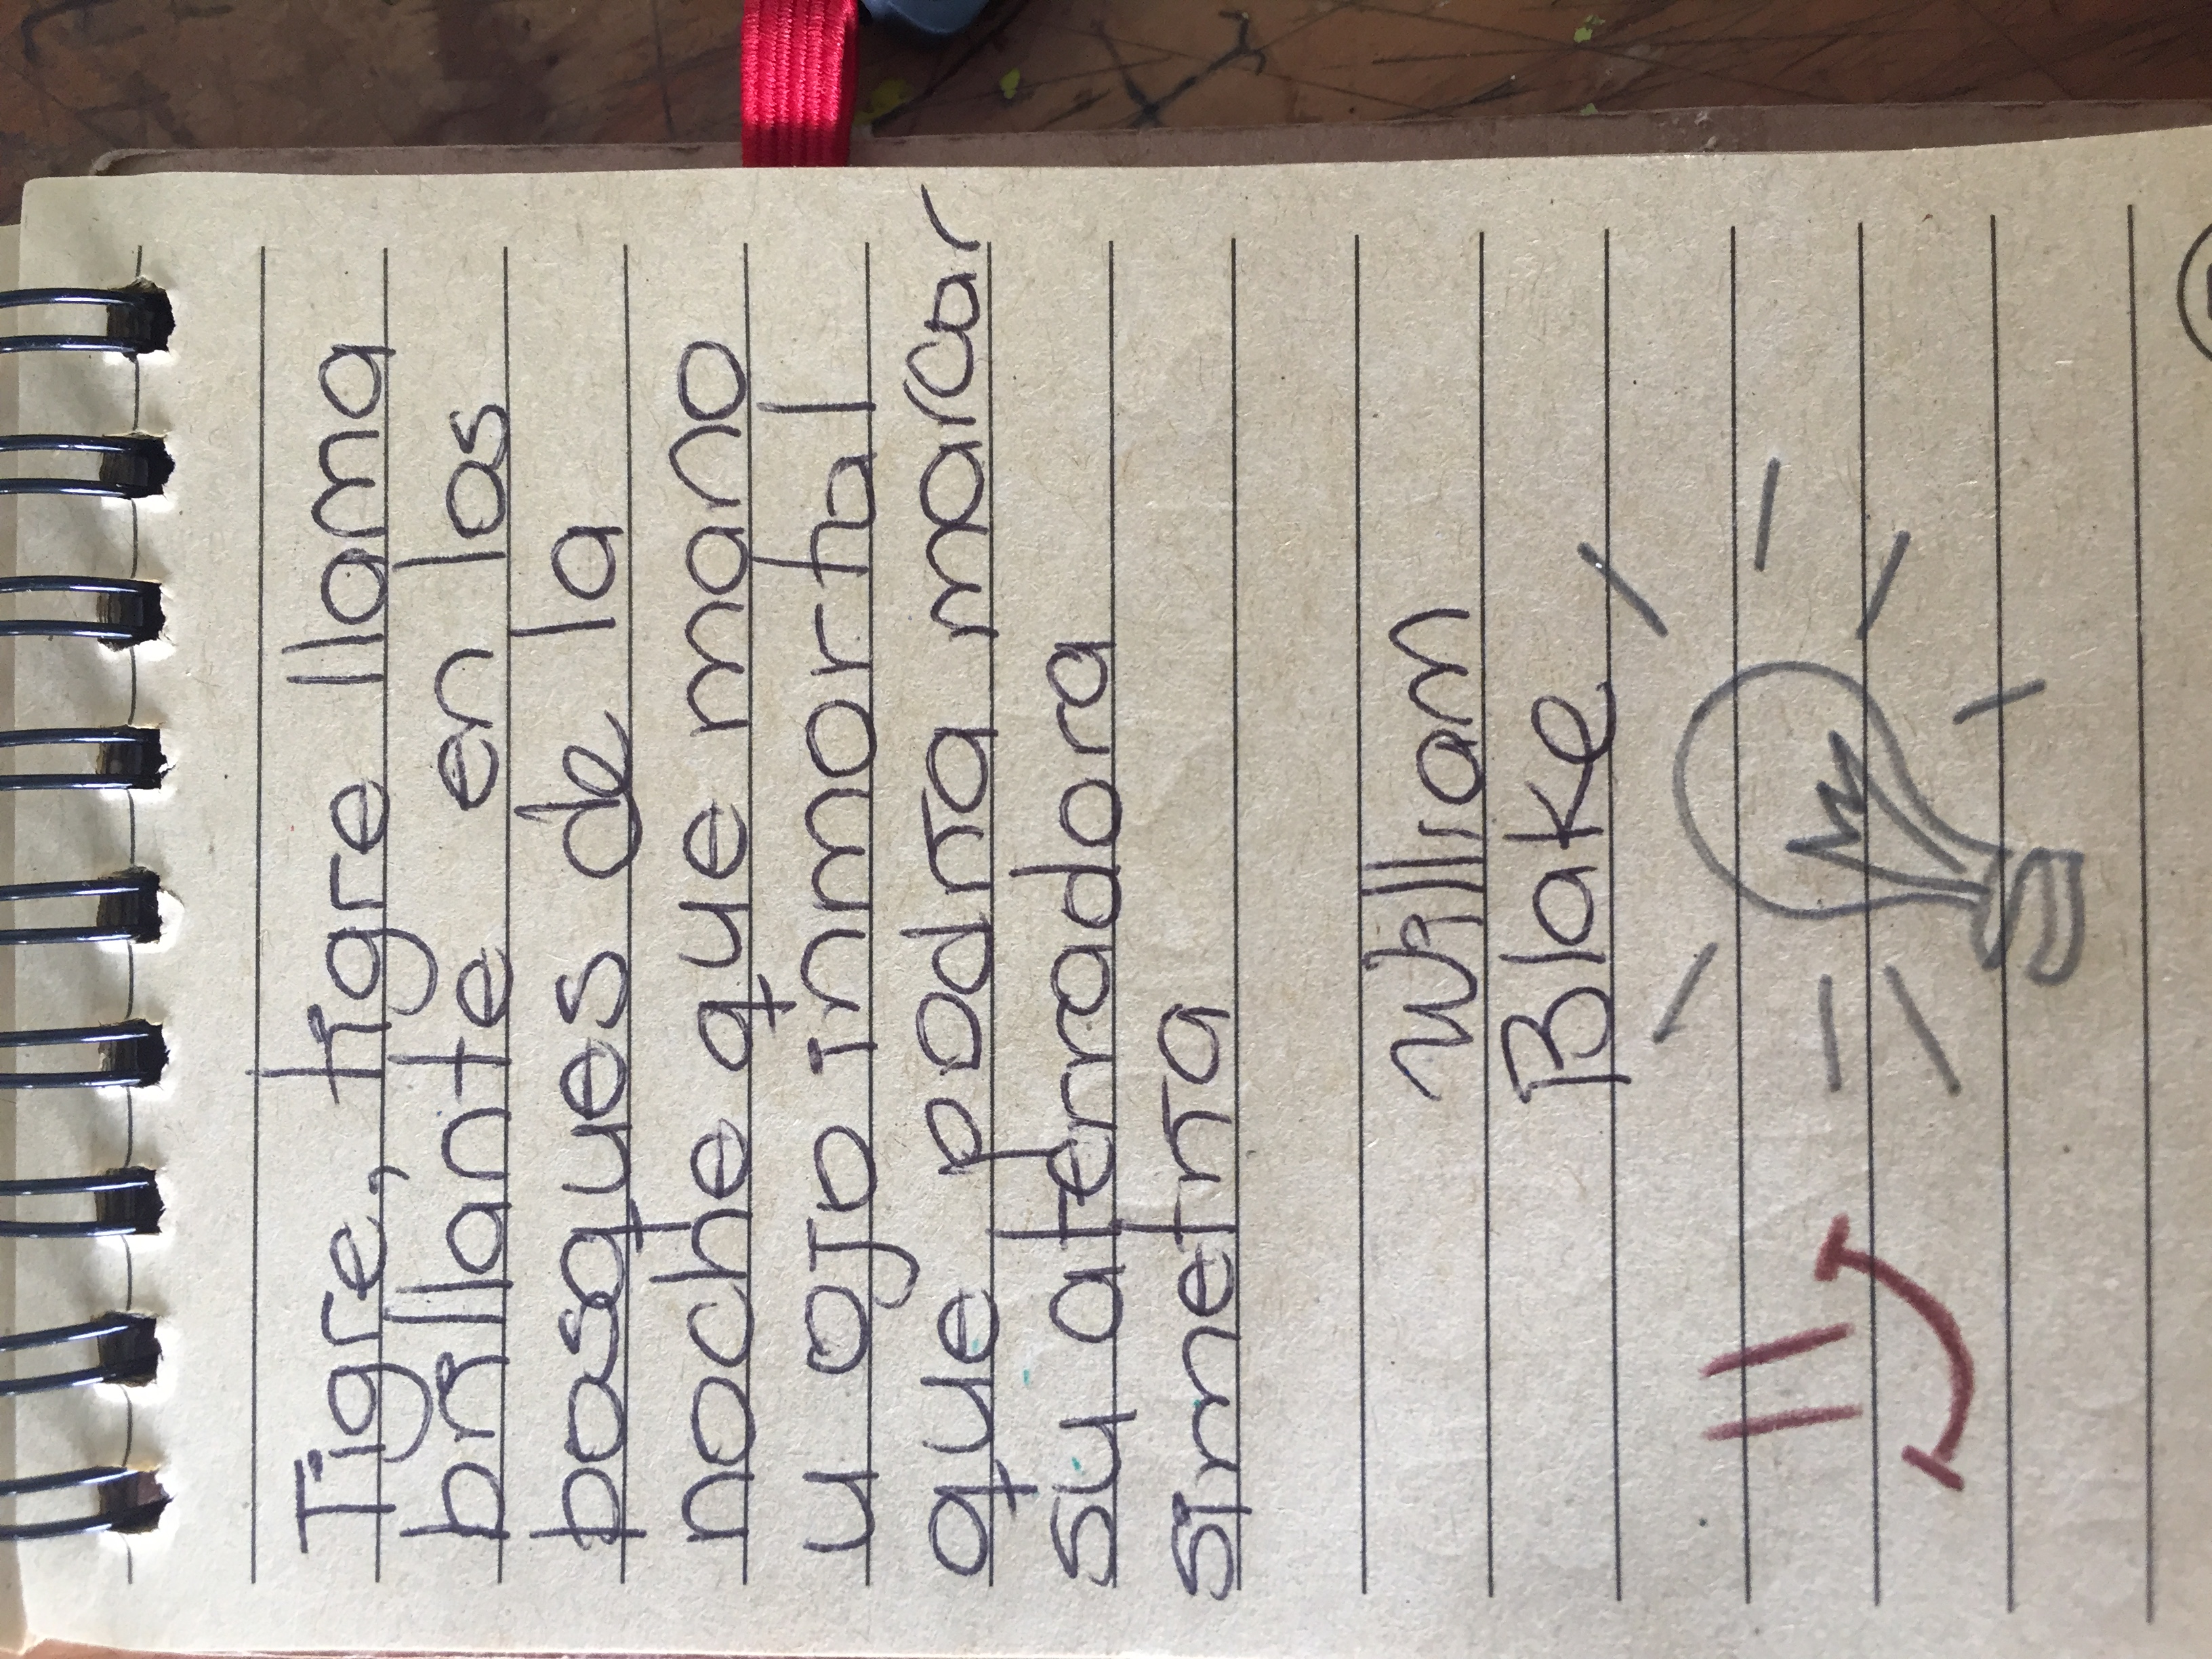 Tigre, tigre llama
brillante en los
bosques de la
noche que mano
u ojo inmortal
que podría marcar
su aterradora
simetría
William
Blake